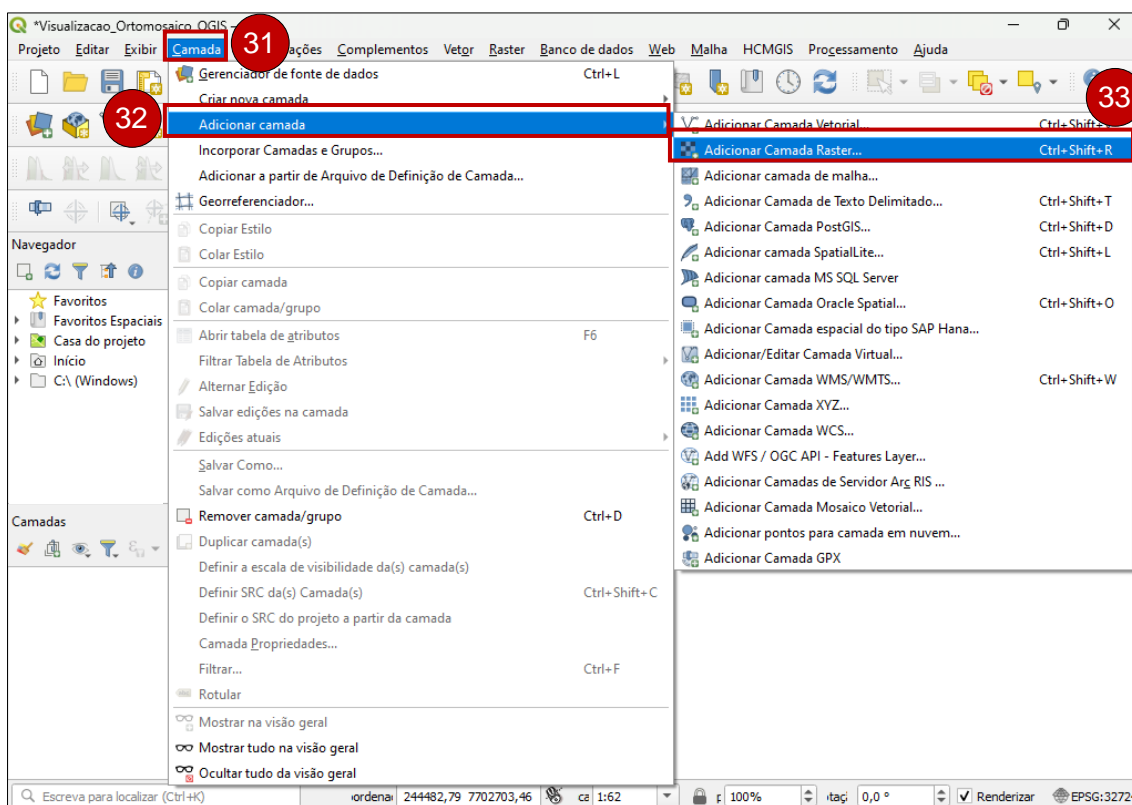 *Visualizacao_Ortomosaico_QGIS —
Projeto Editar Exibir Camada 31 ações Complementos Vetor Raster Banco de dados Web Malha HCMGIS Processamento Ajuda
Gerenciador de fonte de dados Ctrl+L
Criar nova camada
33
32
Adicionar camada
Adicionar Camada Vetorial... Ctrl+Shift+V
Incorporar Camadas e Grupos...
Adicionar Camada Raster... Ctrl+Shift+R
Adicionar a partir de Arquivo de Definição de Camada...
Adicionar camada de malha...
Georreferenciador...
Adicionar Camada de Texto Delimitado... Ctrl+Shift+T
Copiar Estilo
Adicionar Camada PostGIS... Ctrl+Shift+D
Navegador
Colar Estilo
Adicionar camada SpatialLite... Ctrl+Shift+L
Copiar camada
Adicionar camada MS SQL Server
Favoritos
Colar camada/grupo
Adicionar Camada Oracle Spatial... Ctrl+Shift+O
Favoritos Espaciais
Abrir tabela de atributos F6
Adicionar Camada espacial do tipo SAP Hana...
Casa do projeto
Filtrar Tabela de Atributos
Adicionar/Editar Camada Virtual...
Início
Alternar Edição
Adicionar Camada WMS/WMTS... Ctrl+Shift+W
C:\ (Windows)
Salvar edições na camada
Adicionar Camada XYZ...
Edições atuais
Adicionar Camada WCS...
Salvar Como...
Add WFS / OGC API - Features Layer...
Salvar como Arquivo de Definição de Camada...
Adicionar Camadas de Servidor Arc RIS ...
Camadas
Remover camada/grupo Ctrl+D
Adicionar Camada Mosaico Vetorial...
Duplicar camada(s)
Adicionar pontos para camada em nuvem...
Definir a escala de visibilidade da(s) camada(s)
Adicionar Camada GPX
Definir SRC da(s) Camada(s) Ctrl+Shift+C
Definir o SRC do projeto a partir da camada
Camada Propriedades...
Filtrar... Ctrl+F
Rotular
Mostrar na visão geral
Mostrar tudo na visão geral
Ocultar tudo da visão geral
Escreva para localizar (Ctrl+K) ordena 244482,79 7702703,46 ca 1:62 r 100% taçi 0,0 ° Renderizar EPSG:3272